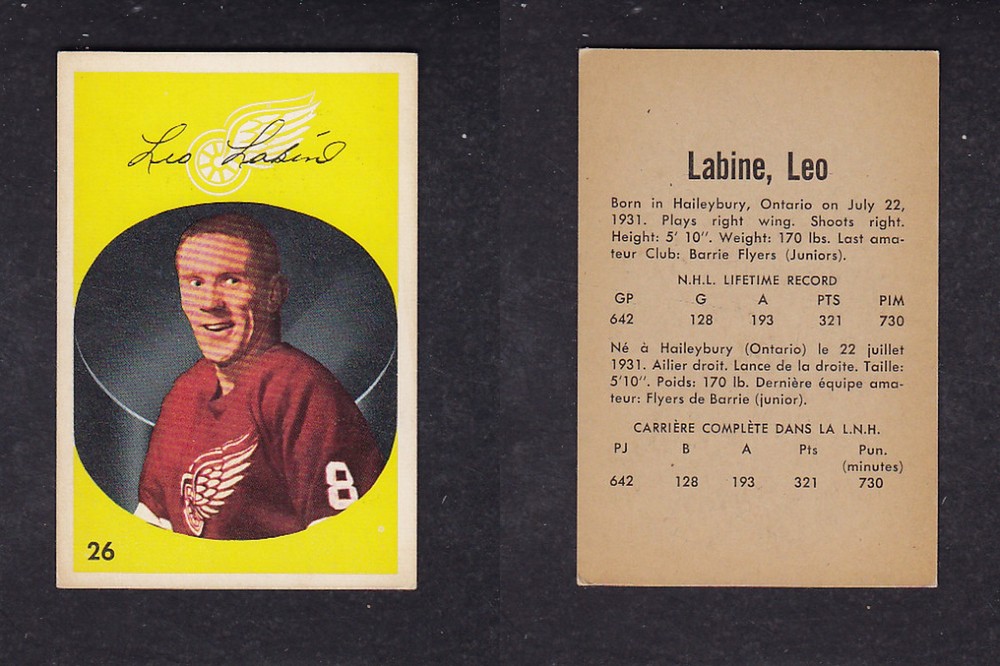 Leo Labine
8
26
Labine, Leo
Born in Haileybury, Ontario on July 22,
1931. Plays right wing. Shoots right.
Height: 5' 10". Weight: 170 lbs. Last ama-
teur Club: Barrie Flyers (Juniors).
N.H.L. LIFETIME RECORD
GP G A PTS PIM
642 128 193 321 730
Né à Haileybury (Ontario) le 22 juillet
1931. Ailier droit. Lance de la droite. Taille:
5'10". Poids: 170 lb. Dernière équipe ama-
teur: Flyers de Barrie (junior).
CARRIÈRE COMPLÈTE DANS LA L.N.H.
PJ B A Pts Pun.
(minutes)
642 128 193 321 730